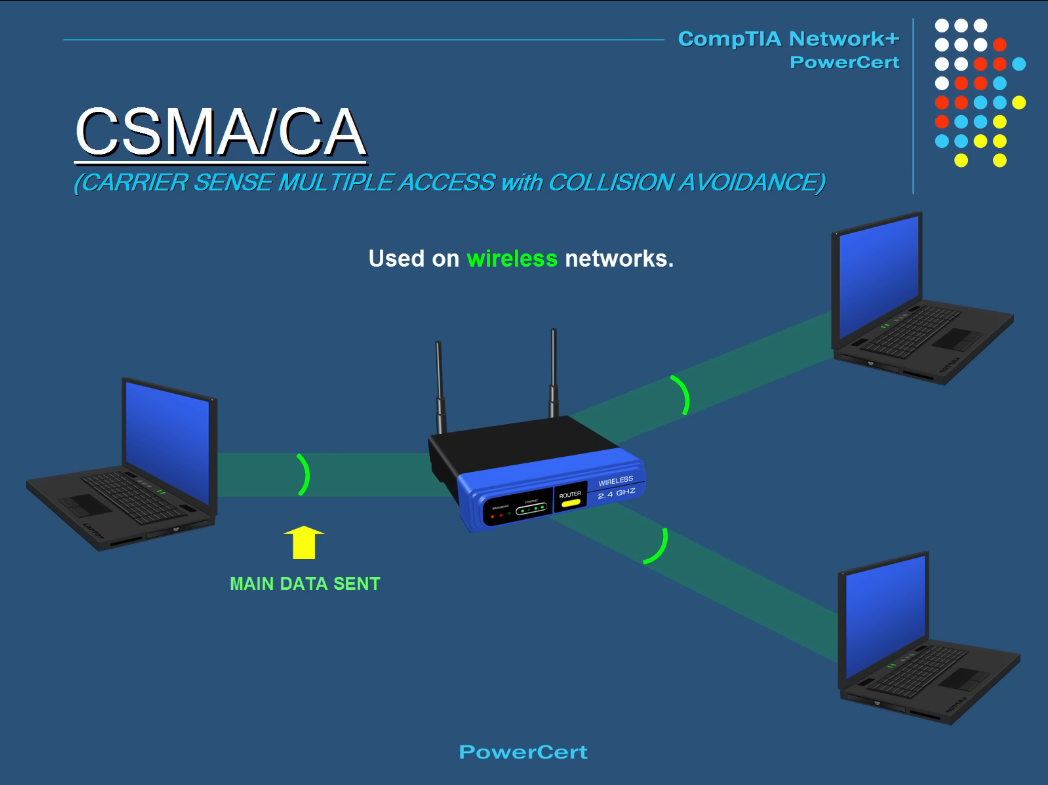 CompTIA Network+
PowerCert
CSMA/CA
(CARRIER SENSE MULTIPLE ACCESS with COLLISION AVOIDANCE)
Used on wireless networks.
WIRELESS
2.4 GHZ
ROUTER
MAIN DATA SENT
PowerCert